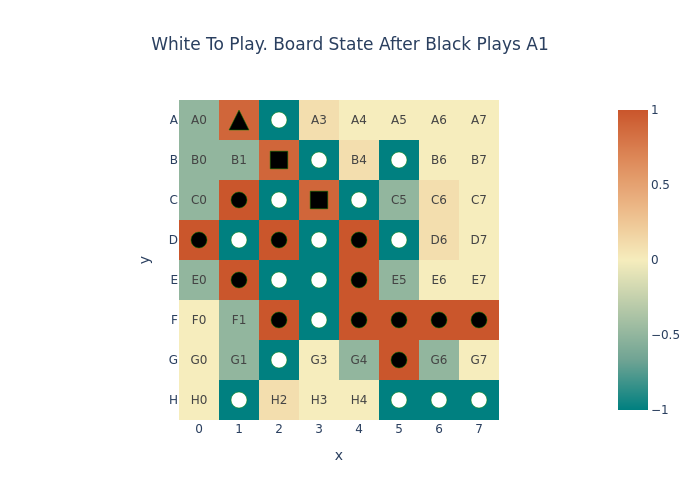 White To Play. Board State After Black Plays A1
A A0 A3 A4 A5 A6 A7
B B0 B1 B4 B6 B7
C C0 C5 C6 C7
D D6 D7
E E0 E5 E6 E7
F F0 F1
G G0 G1 G3 G4 G6 G7
H H0 H2 H3 H4
0 1 2 3 4 5 6 7
x
y
1
0.5
0
−0.5
−1